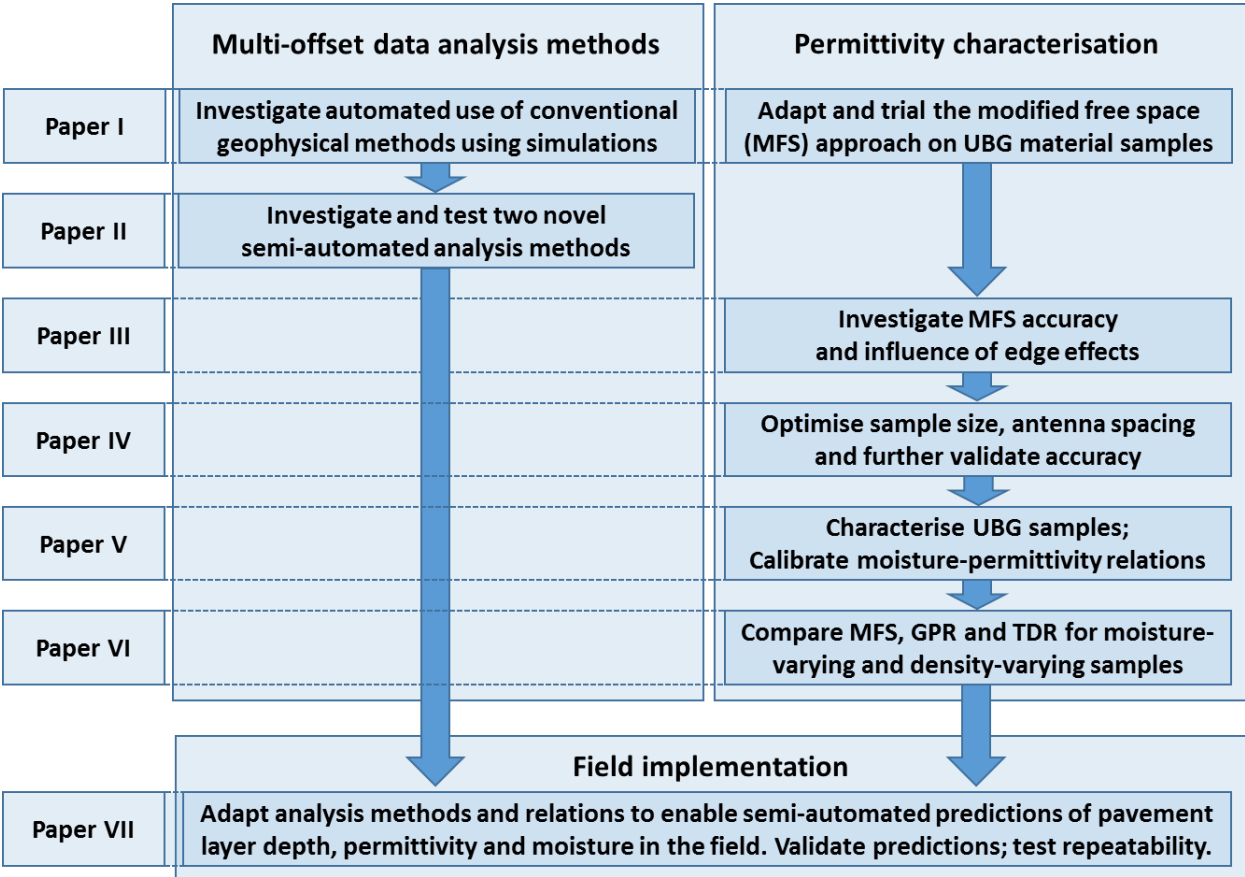 Multi-offset data analysis methods
Permittivity characterisation
Paper I
Investigate automated use of conventional
geophysical methods using simulations
Adapt and trial the modified free space
(MFS) approach on UBG material samples
Paper II
Investigate and test two novel
semi-automated analysis methods
Paper III
Investigate MFS accuracy
and influence of edge effects
Paper IV
Optimise sample size, antenna spacing
and further validate accuracy
Paper V
Characterise UBG samples;
Calibrate moisture-permittivity relations
Paper VI
Compare MFS, GPR and TDR for moisture-
varying and density-varying samples
Field implementation
Paper VII
Adapt analysis methods and relations to enable semi-automated predictions of pavement
layer depth, permittivity and moisture in the field. Validate predictions; test repeatability.